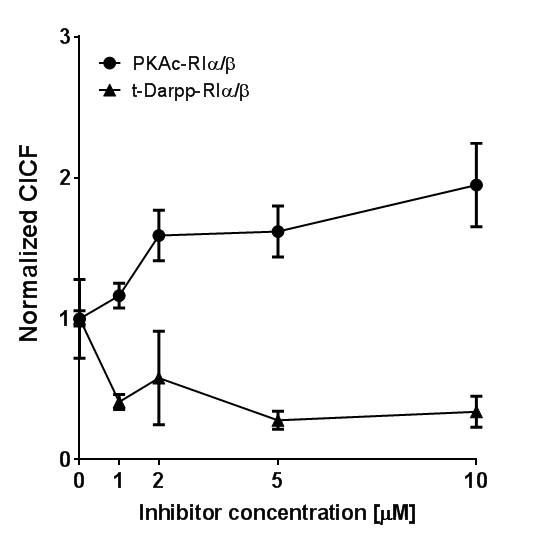 3
PKAc-RIα/β
t-Darpp-RIα/β
2
Normalized CICF
1
0
0 1 2 5 10
Inhibitor concentration [µM]